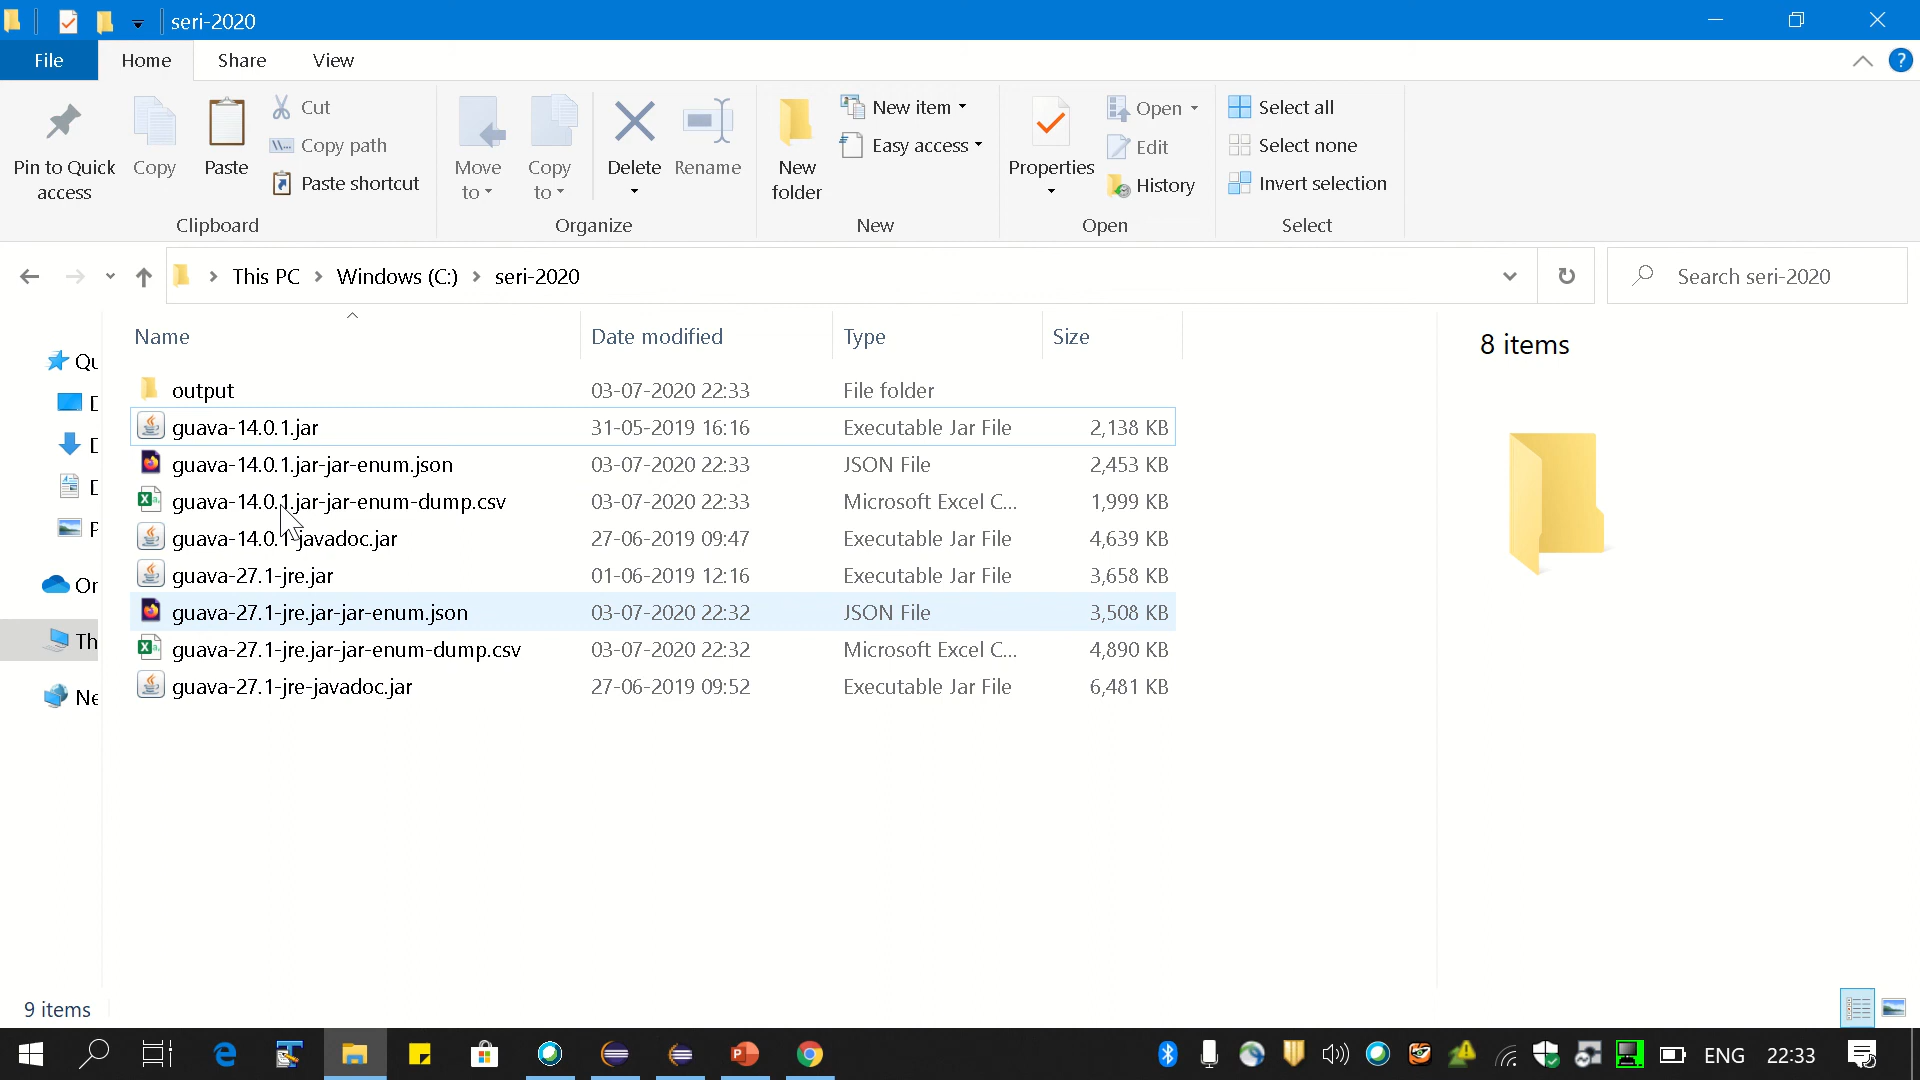 seri-2020
File
Home
Share
View
?
Pin to Quick access
Copy
Paste
Cut
Copy path
Paste shortcut
Clipboard
Move to
Copy to
Delete
Rename
Organize
New folder
New item
Easy access
New
Properties
Open
Edit
History
Open
Select all
Select none
Invert selection
Select
This PC
Windows (C:)
seri-2020
Search seri-2020
Name
Date modified
Type
Size
output 03-07-2020 22:33 File folder
guava-14.0.1.jar 31-05-2019 16:16 Executable Jar File 2,138 KB
guava-14.0.1.jar-jar-enum.json 03-07-2020 22:33 JSON File 2,453 KB
guava-14.0.1.jar-jar-enum-dump.csv 03-07-2020 22:33 Microsoft Excel C... 1,999 KB
guava-14.0.1-javadoc.jar 27-06-2019 09:47 Executable Jar File 4,639 KB
guava-27.1-jre.jar 01-06-2019 12:16 Executable Jar File 3,658 KB
guava-27.1-jre.jar-jar-enum.json 03-07-2020 22:32 JSON File 3,508 KB
guava-27.1-jre.jar-jar-enum-dump.csv 03-07-2020 22:32 Microsoft Excel C... 4,890 KB
guava-27.1-jre-javadoc.jar 27-06-2019 09:52 Executable Jar File 6,481 KB
8 items
9 items
ENG
22:33